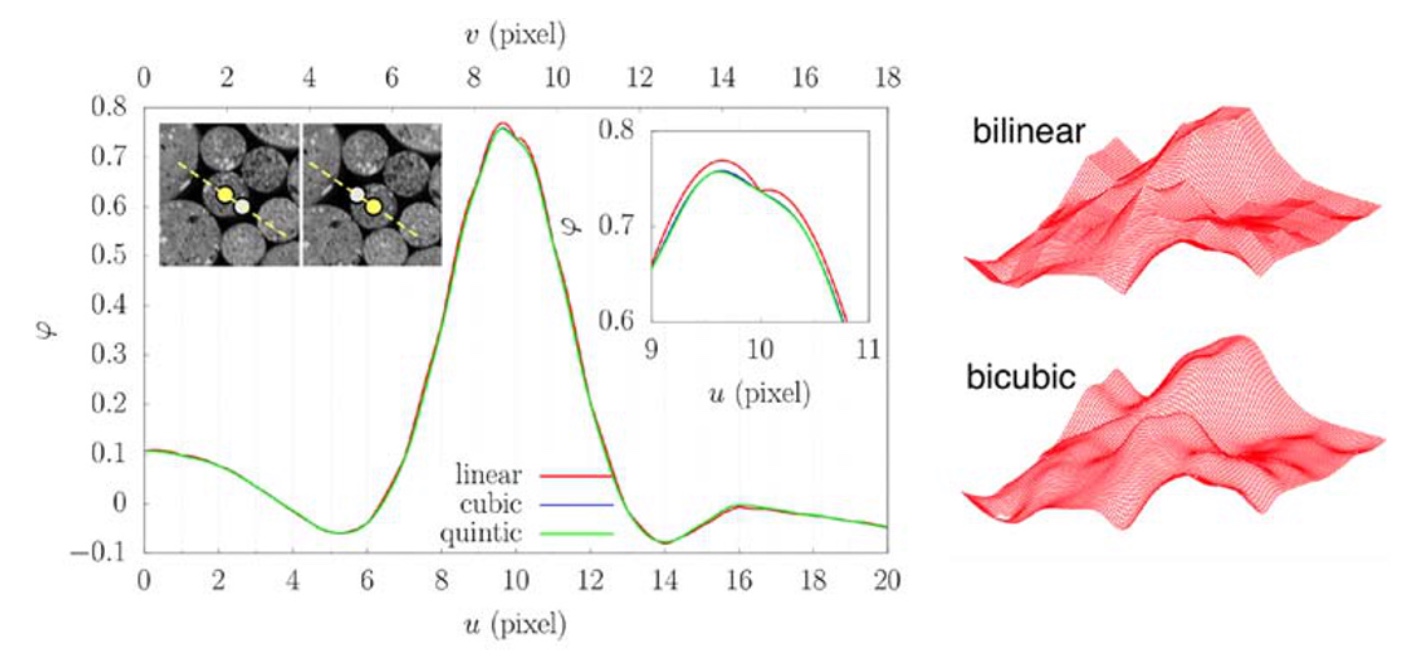 v (pixel)
0 2 4 6 8 10 12 14 16 18
0.8
0.7
0.6
0.5
0.4
0.3
0.2
0.1
0
−0.1
φ
0 2 4 6 8 10 12 14 16 18 20
u (pixel)
linear
cubic
quintic
0.8
0.7
0.6
φ
9 10 11
u (pixel)
bilinear
bicubic